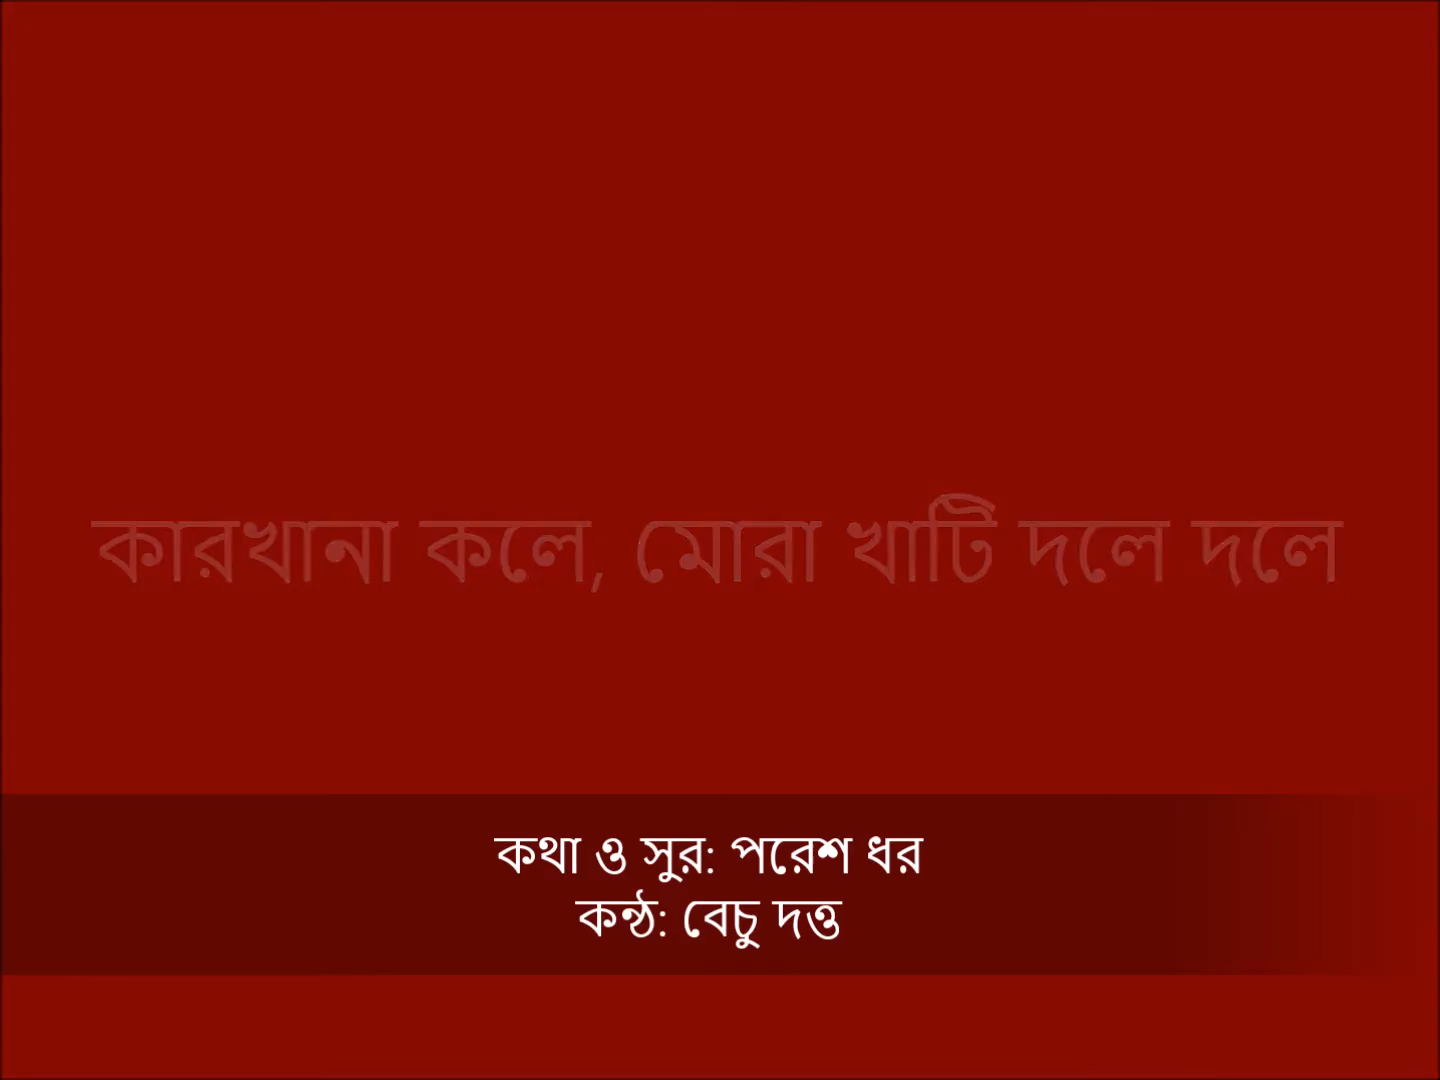 কারখানা কলে, মোরা খাটি দলে দলে
কথা ও সুর: পরেশ ধর
কন্ঠ: বেচু দত্ত